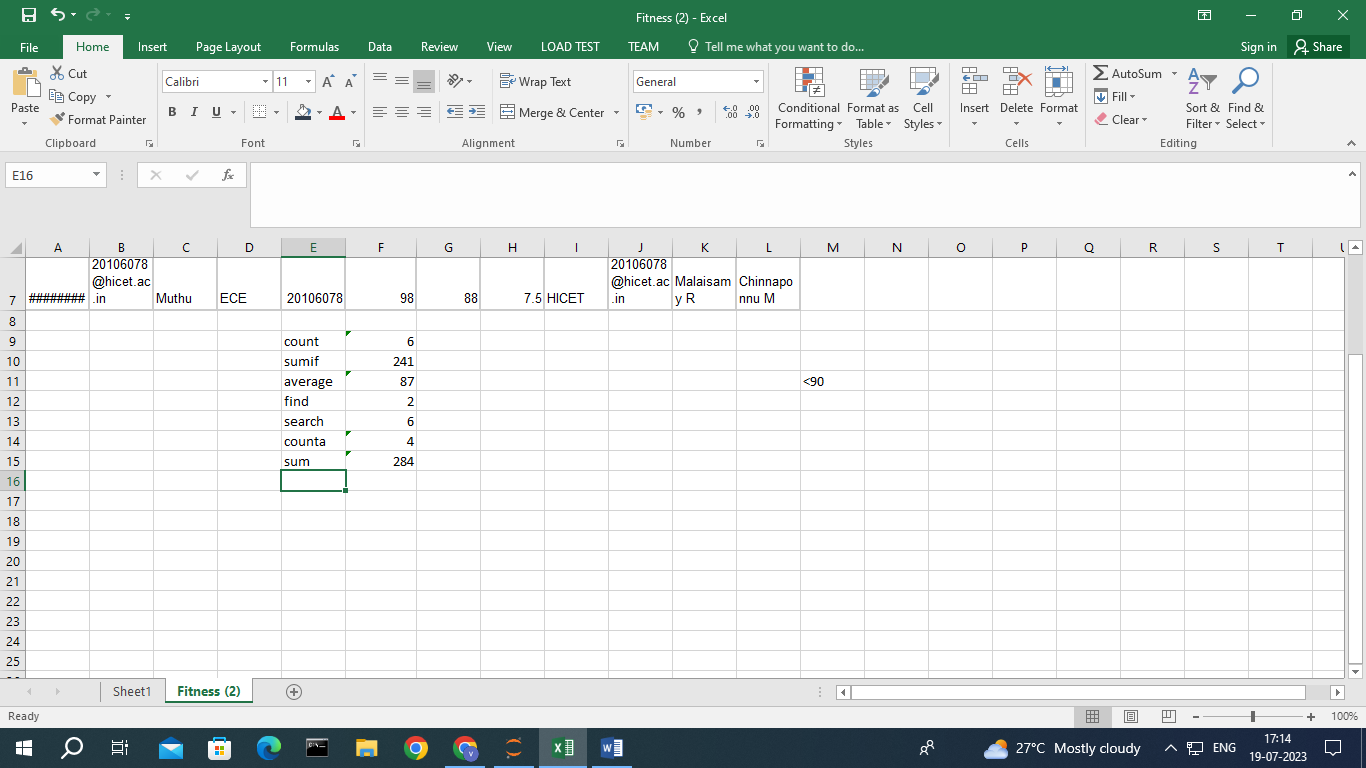 Fitness (2) - Excel
File Home Insert Page Layout Formulas Data Review View LOAD TEST TEAM Tell me what you want to do... Sign in Share
Paste
Cut
Copy
Format Painter
Clipboard
Calibri 11
B I U
Font
Wrap Text
Merge & Center
Alignment
General
Number
Conditional
Formatting
Format as
Table
Cell
Styles
Styles
Insert Delete Format
Cells
AutoSum
Fill
Clear
Sort &
Filter
Find &
Select
Editing
E16 fx
A B C D E F G H I J K L M N O P Q R S T U
7 ######## 20106078
@hicet.ac
.in
Muthu ECE 20106078 98 88 7.5 HICET
20106078
@hicet.ac
.in
Malaisam
y R
Chinnapo
nnu M
8
9 count 6
10 sumif 241
11 average 87 <90
12 find 2
13 search 6
14 counta 4
15 sum 284
16
17
18
19
20
21
22
23
24
25
Sheet1 Fitness (2)
Ready 100%
27°C Mostly cloudy ENG
17:14
19-07-2023